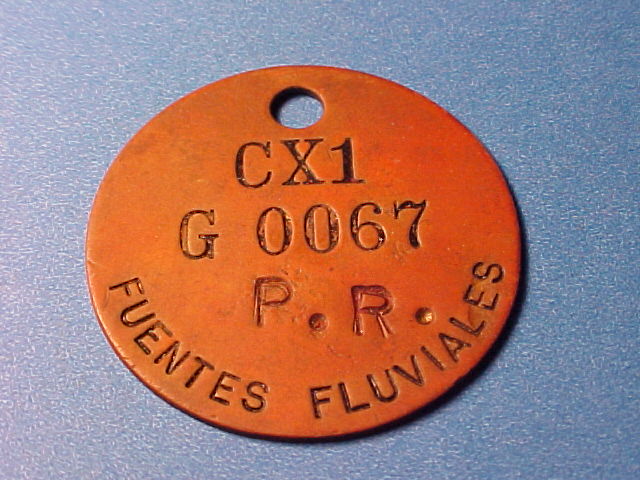 CX1
G 0067
P.R.
FUENTES FLUVIALES